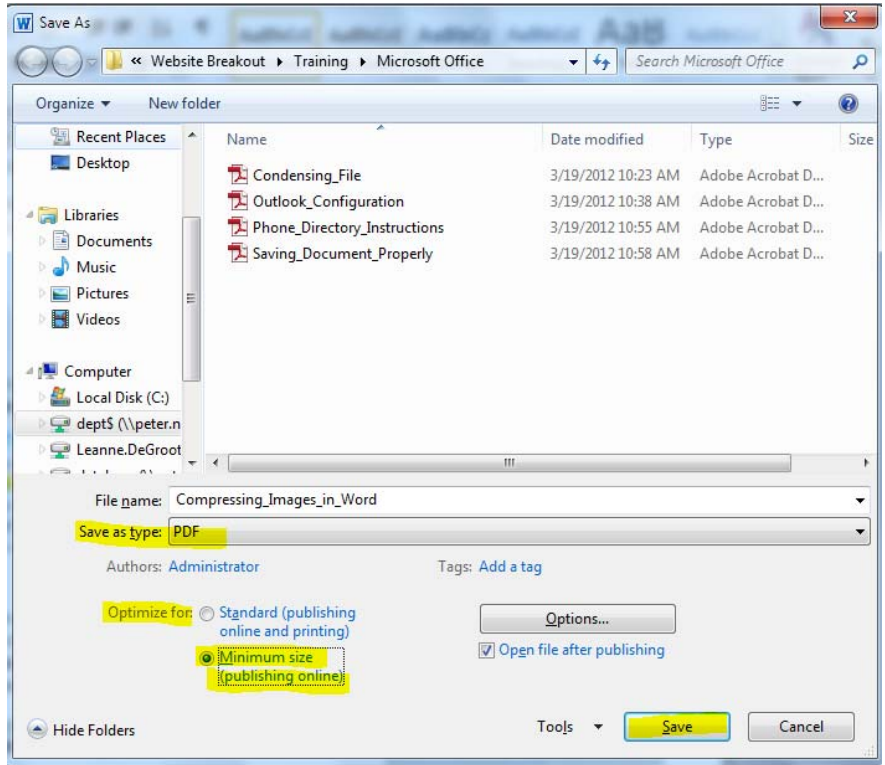 W Save As
« Website Breakout ▸ Training ▸ Microsoft Office
Search Microsoft Office
Organize
New folder
Recent Places
Desktop
Libraries
Documents
Music
Pictures
Videos
Computer
Local Disk (C:)
dept$ (\\peter.n
Leanne.DeGroot
Name Date modified Type Size
Condensing_File 3/19/2012 10:23 AM Adobe Acrobat D...
Outlook_Configuration 3/19/2012 10:38 AM Adobe Acrobat D...
Phone_Directory_Instructions 3/19/2012 10:55 AM Adobe Acrobat D...
Saving_Document_Properly 3/19/2012 10:58 AM Adobe Acrobat D...
File name: Compressing_Images_in_Word
Save as type: PDF
Authors: Administrator Tags: Add a tag
Optimize for: Standard (publishing
online and printing)
Minimum size
(publishing online)
Options...
Open file after publishing
Hide Folders
Tools
Save
Cancel